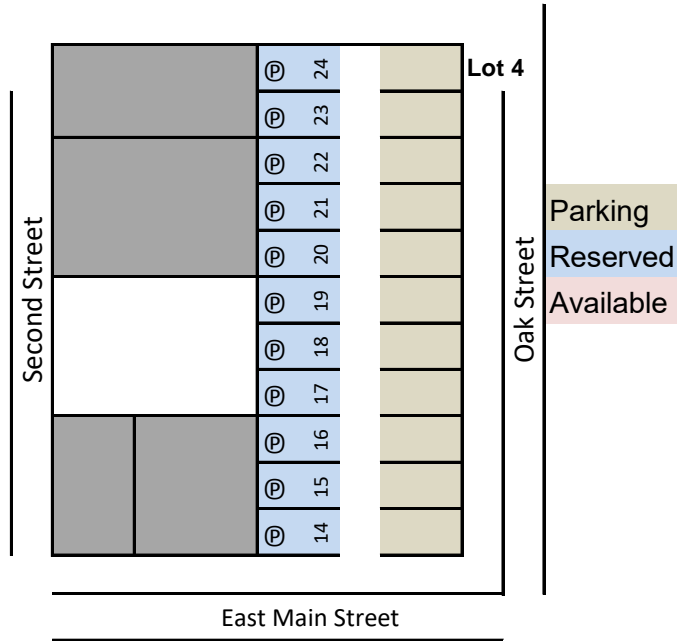 Ⓟ 24 Lot 4
Ⓟ 23
Ⓟ 22
Ⓟ 21
Parking
Ⓟ 20
Reserved
Ⓟ 19
Available
Ⓟ 18
Ⓟ 17
Ⓟ 16
Ⓟ 15
Ⓟ 14
Second Street
Oak Street
East Main Street